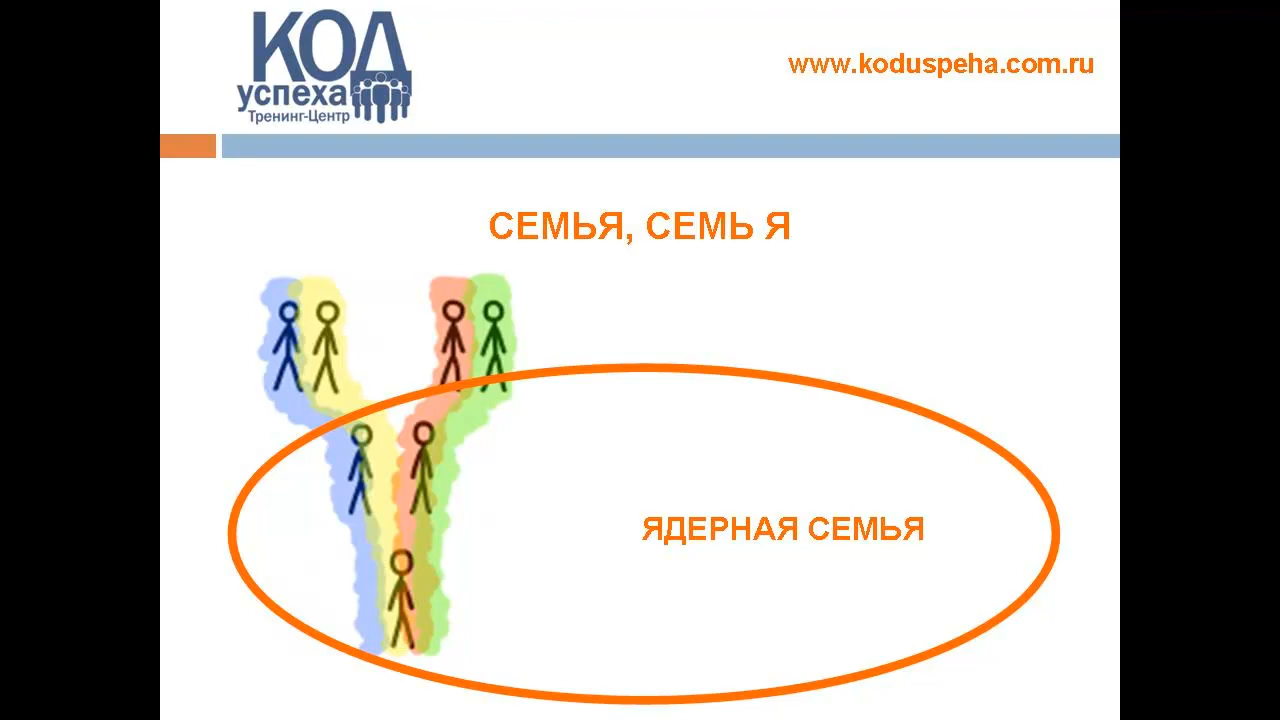 КОД
успеха
Тренинг-Центр
www.koduspeha.com.ru
СЕМЬЯ, СЕМЬ Я
ЯДЕРНАЯ СЕМЬЯ